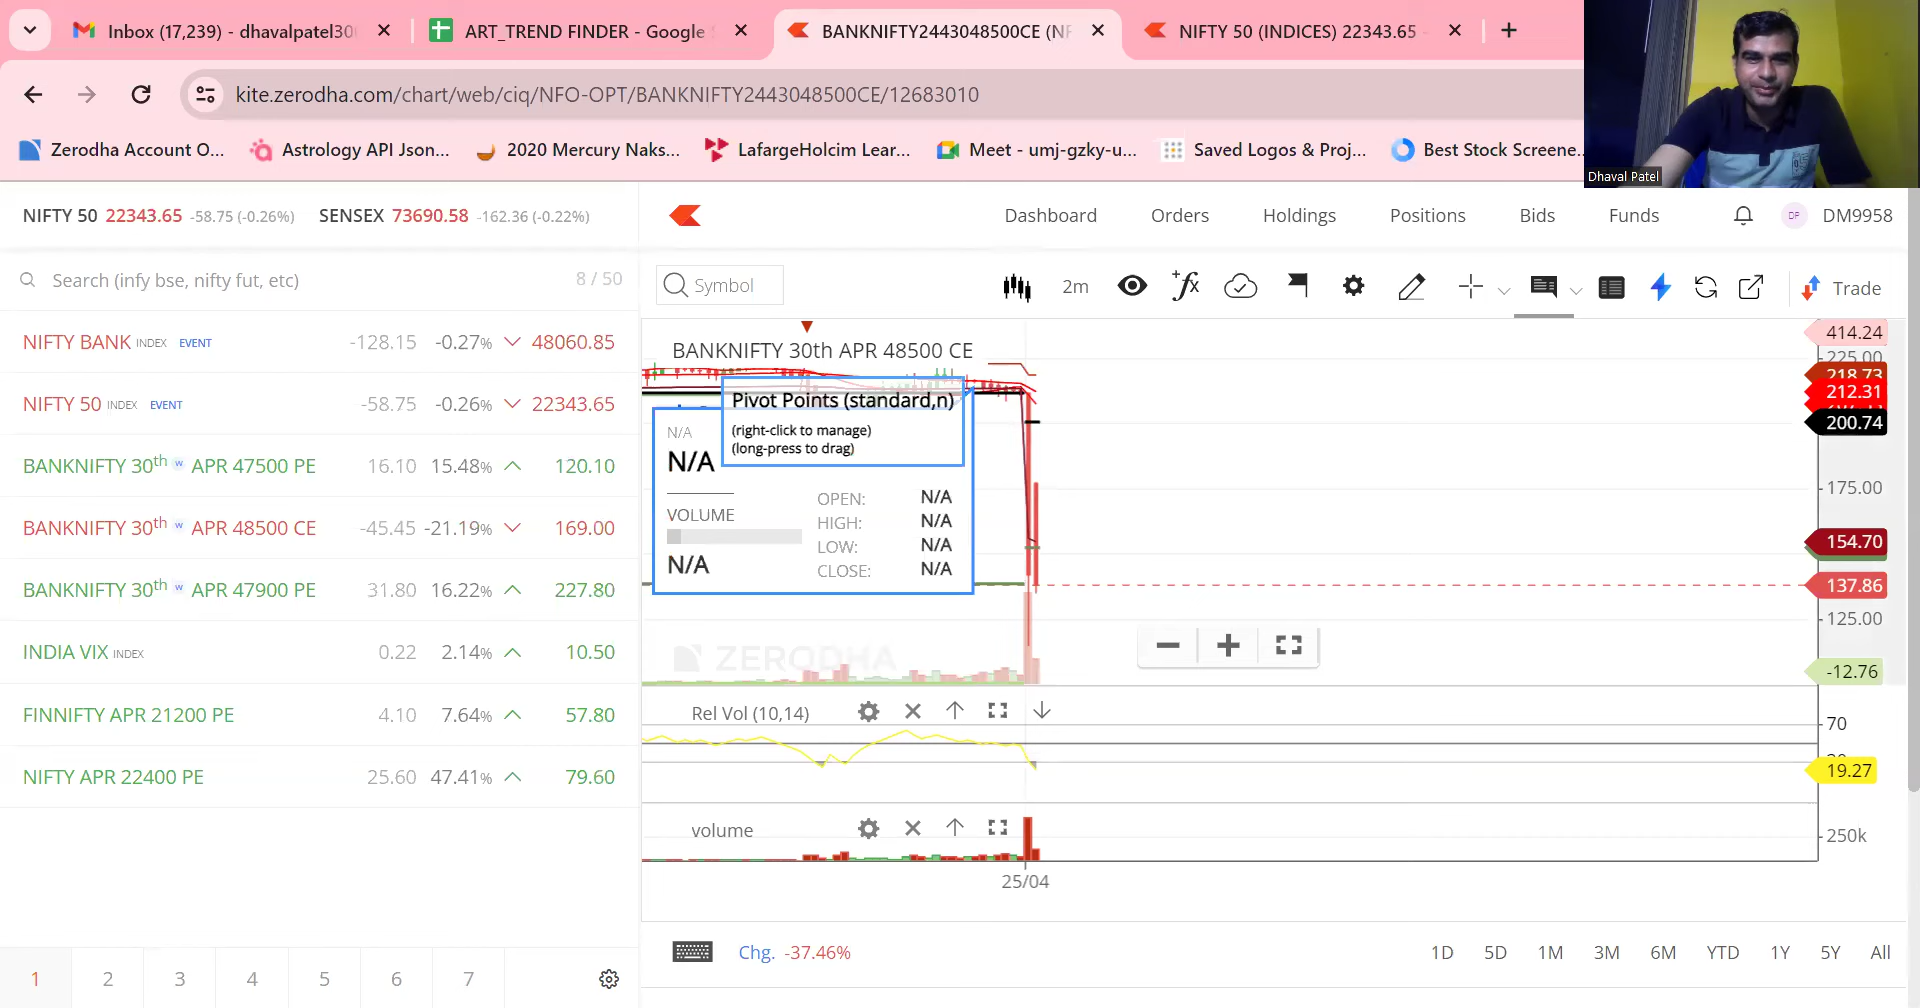 Inbox (17,239) - dhavalpatel30
ART_TREND FINDER - Google S
BANKNIFTY2443048500CE (NF
NIFTY 50 (INDICES) 22343.65 -
kite.zerodha.com/chart/web/ciq/NFO-OPT/BANKNIFTY2443048500CE/12683010
Zerodha Account O...
Astrology API Json...
2020 Mercury Naks...
LafargeHolcim Lear...
Meet - umj-gzky-u...
Saved Logos & Proj...
Best Stock Screene...
Dhaval Patel
NIFTY 50 22343.65 -58.75 (-0.26%) SENSEX 73690.58 -162.36 (-0.22%)
Dashboard Orders Holdings Positions Bids Funds DP DM9958
Search (infy bse, nifty fut, etc) 8 / 50
Symbol 2m Trade
NIFTY BANK INDEX EVENT -128.15 -0.27% 48060.85
NIFTY 50 INDEX EVENT -58.75 -0.26% 22343.65
BANKNIFTY 30th w APR 47500 PE 16.10 15.48% 120.10
BANKNIFTY 30th w APR 48500 CE -45.45 -21.19% 169.00
BANKNIFTY 30th w APR 47900 PE 31.80 16.22% 227.80
INDIA VIX INDEX 0.22 2.14% 10.50
FINNIFTY APR 21200 PE 4.10 7.64% 57.80
NIFTY APR 22400 PE 25.60 47.41% 79.60
1 2 3 4 5 6 7
BANKNIFTY 30th APR 48500 CE
Pivot Points (standard,n)
(right-click to manage)
(long-press to drag)
N/A
N/A
VOLUME
N/A
OPEN: N/A
HIGH: N/A
LOW: N/A
CLOSE: N/A
ZERODHA
414.24
225.00
218.73
212.31
200.74
175.00
154.70
137.86
125.00
-12.76
Rel Vol (10,14)
70
19.27
volume
250k
25/04
Chg. -37.46%
1D 5D 1M 3M 6M YTD 1Y 5Y All